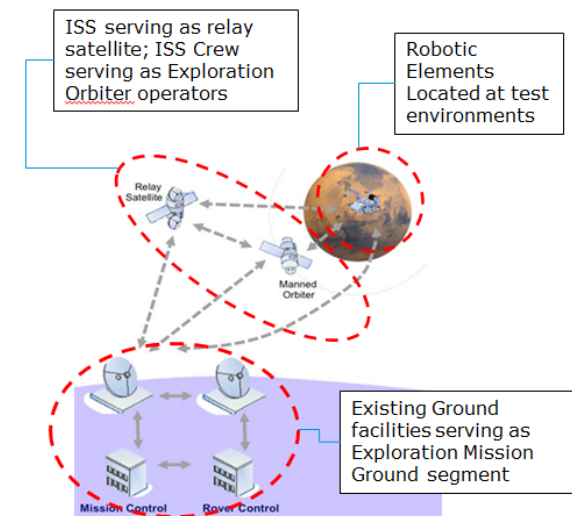 ISS serving as relay
satellite; ISS Crew
serving as Exploration
Orbiter operators
Robotic
Elements
Located at test
environments
Relay
Satellite
Manned
Orbiter
Existing Ground
facilities serving as
Exploration Mission
Ground segment
Mission Control
Rover Control